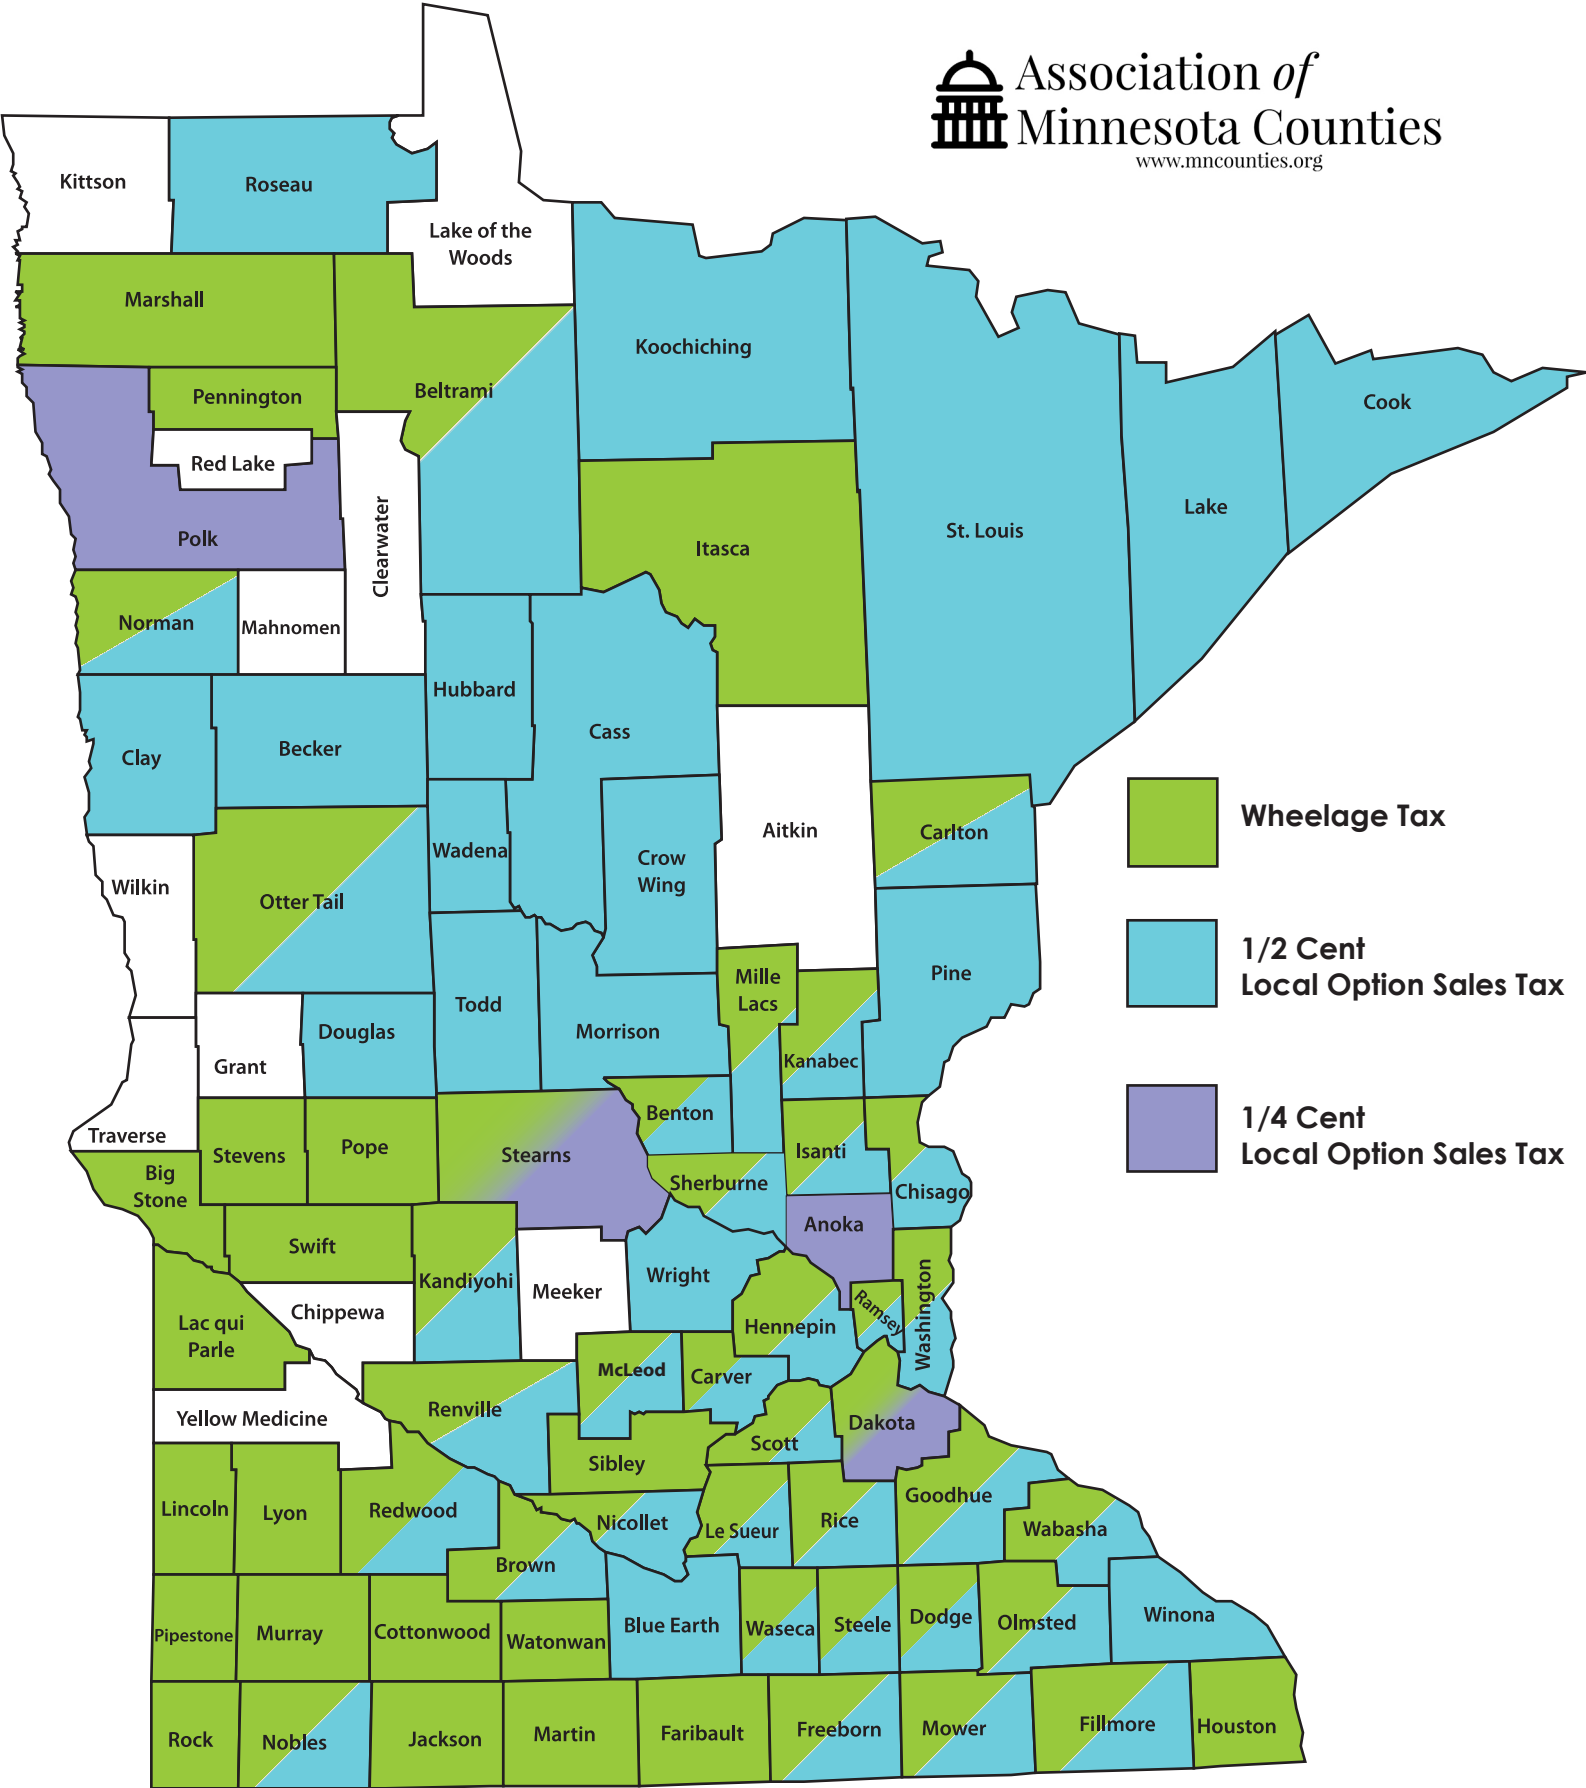 Association of
Minnesota Counties
www.mncounties.org
Kittson
Roseau
Lake of the
Woods
Marshall
Koochiching
Beltrami
Pennington
Cook
Red Lake
Clearwater
Lake
St. Louis
Polk
Itasca
Norman
Mahnomen
Hubbard
Cass
Becker
Clay
Wheelage Tax
Aitkin
Carlton
Wadena
Crow
Wing
Wilkin
Otter Tail
1/2 Cent
Local Option Sales Tax
Pine
Mille
Lacs
Todd
Douglas
Morrison
Kanabec
Grant
Benton
1/4 Cent
Local Option Sales Tax
Traverse
Stevens
Pope
Stearns
Isanti
Big
Stone
Sherburne
Chisago
Anoka
Swift
Kandiyohi
Wright
Meeker
Washington
Chippewa
Ramsey
Hennepin
Lac qui
Parle
McLeod
Carver
Renville
Yellow Medicine
Dakota
Scott
Sibley
Goodhue
Lincoln
Lyon
Redwood
Nicollet
Le Sueur
Rice
Wabasha
Brown
Winona
Dodge
Olmsted
Blue Earth
Waseca
Steele
Pipestone
Murray
Cottonwood
Watonwan
Rock
Nobles
Jackson
Martin
Faribault
Freeborn
Mower
Fillmore
Houston